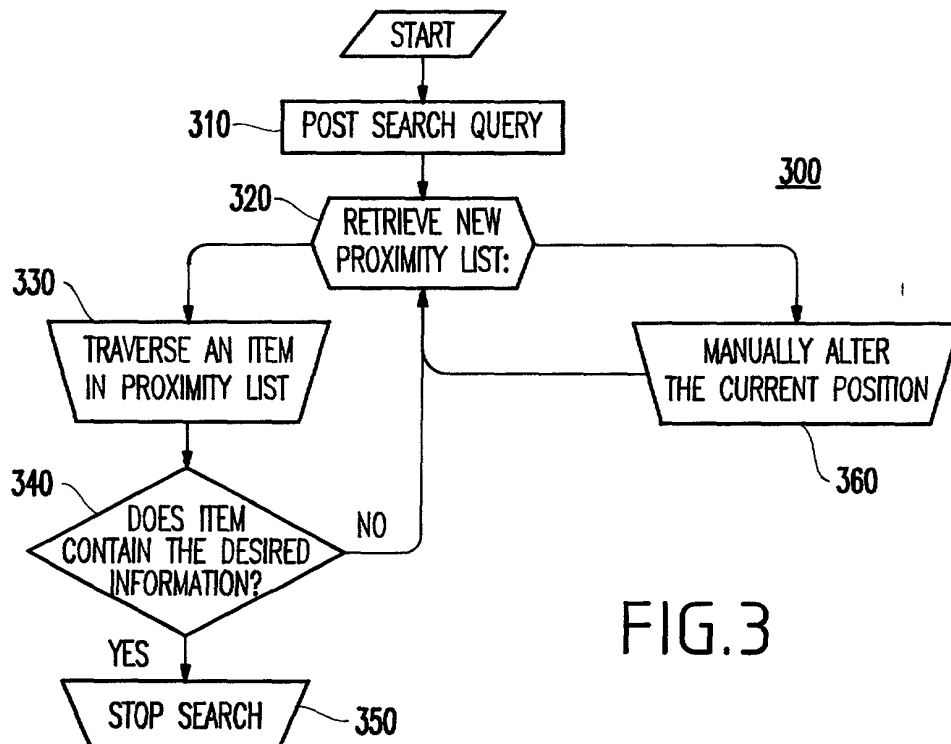 START
310
POST SEARCH QUERY
300
320
RETRIEVE NEW
PROXIMITY LIST:
330
TRAVERSE AN ITEM
IN PROXIMITY LIST
MANUALLY ALTER
THE CURRENT POSITION
360
340
DOES ITEM
CONTAIN THE DESIRED
INFORMATION?
NO
YES
STOP SEARCH
350
FIG.3